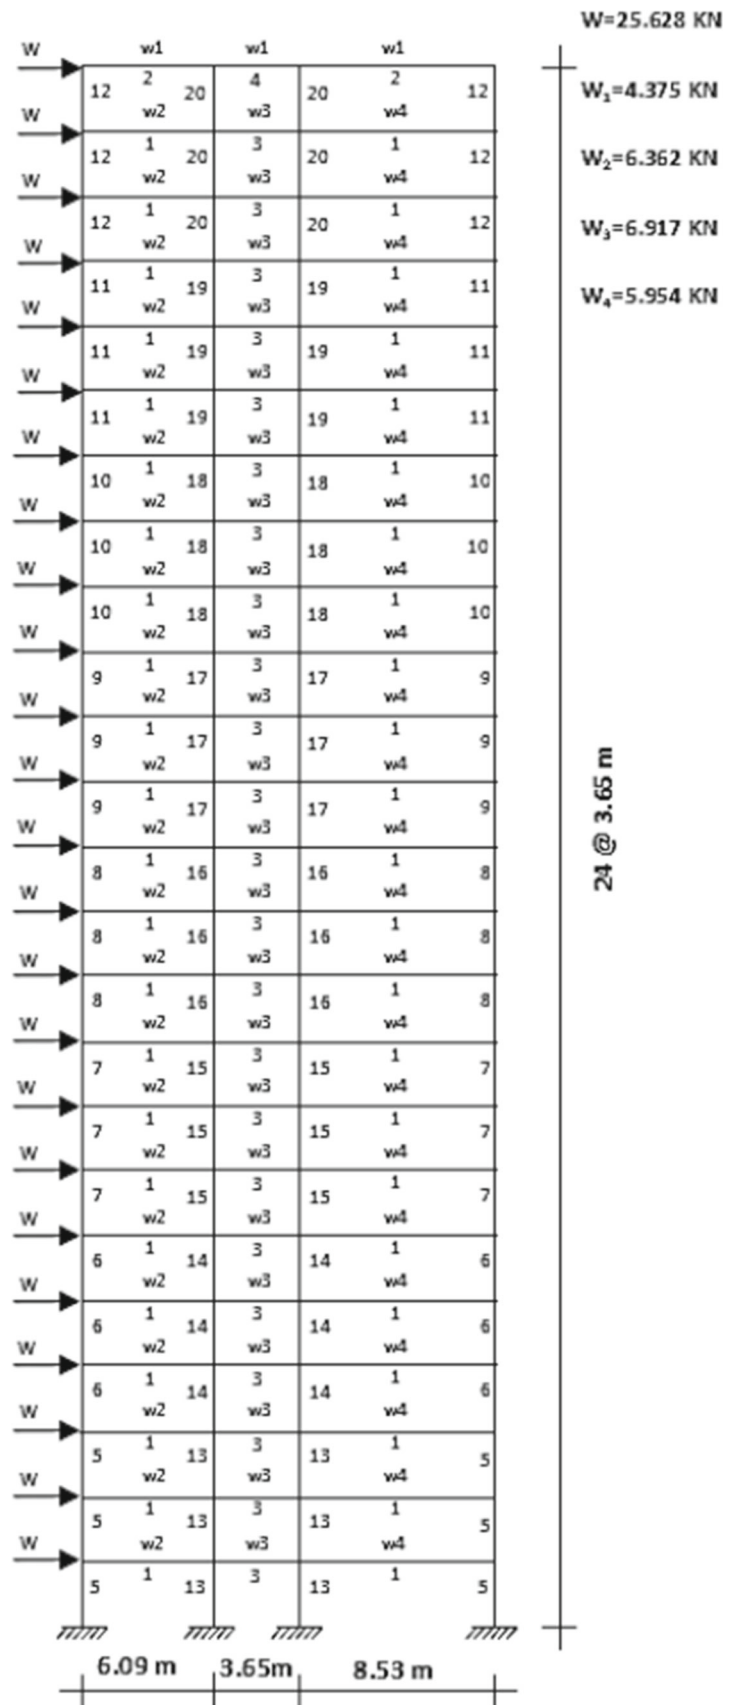 W=25.628 KN
W w1 w1 w1
12 2 20 4 20 2 12
W₁=4.375 KN
W w2 w3 w4
12 1 20 3 20 1 12
W₂=6.362 KN
W w2 w3 w4
12 1 20 3 20 1 12
W₃=6.917 KN
W w2 w3 w4
11 1 19 3 19 1 11
W₄=5.954 KN
W w2 w3 w4
11 1 19 3 19 1 11
W w2 w3 w4
11 1 19 3 19 1 11
W w2 w3 w4
10 1 18 3 18 1 10
W w2 w3 w4
10 1 18 3 18 1 10
W w2 w3 w4
10 1 18 3 18 1 10
W w2 w3 w4
9 1 17 3 17 1 9
W w2 w3 w4
9 1 17 3 17 1 9
W w2 w3 w4
9 1 17 3 17 1 9
W w2 w3 w4
8 1 16 3 16 1 8
W w2 w3 w4
8 1 16 3 16 1 8
W w2 w3 w4
8 1 16 3 16 1 8
W w2 w3 w4
7 1 15 3 15 1 7
W w2 w3 w4
7 1 15 3 15 1 7
W w2 w3 w4
7 1 15 3 15 1 7
W w2 w3 w4
6 1 14 3 14 1 6
W w2 w3 w4
6 1 14 3 14 1 6
W w2 w3 w4
6 1 14 3 14 1 6
W w2 w3 w4
5 1 13 3 13 1 5
W w2 w3 w4
5 1 13 3 13 1 5
W w2 w3 w4
5 1 13 3 13 1 5
24 @ 3.65 m
6.09 m 3.65m 8.53 m